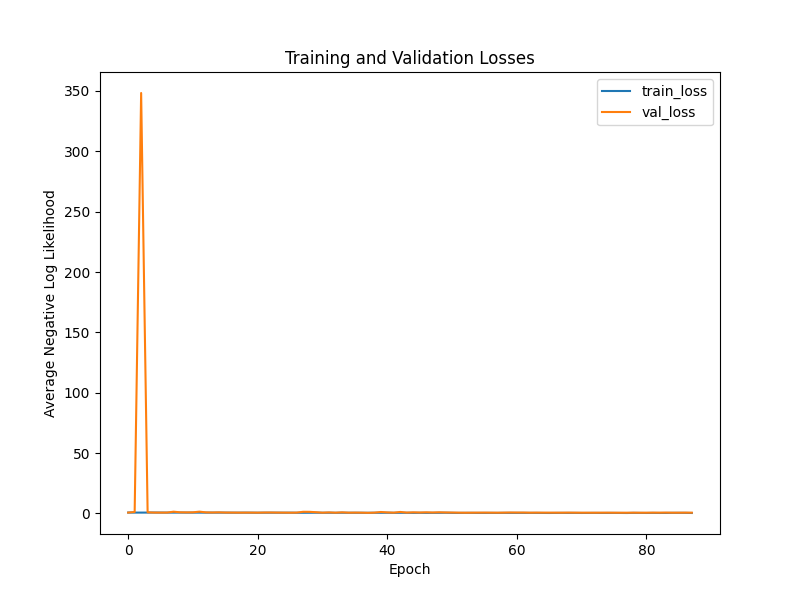 Training and Validation Losses
train_loss
val_loss
Average Negative Log Likelihood
350
300
250
200
150
100
50
0
0 20 40 60 80
Epoch